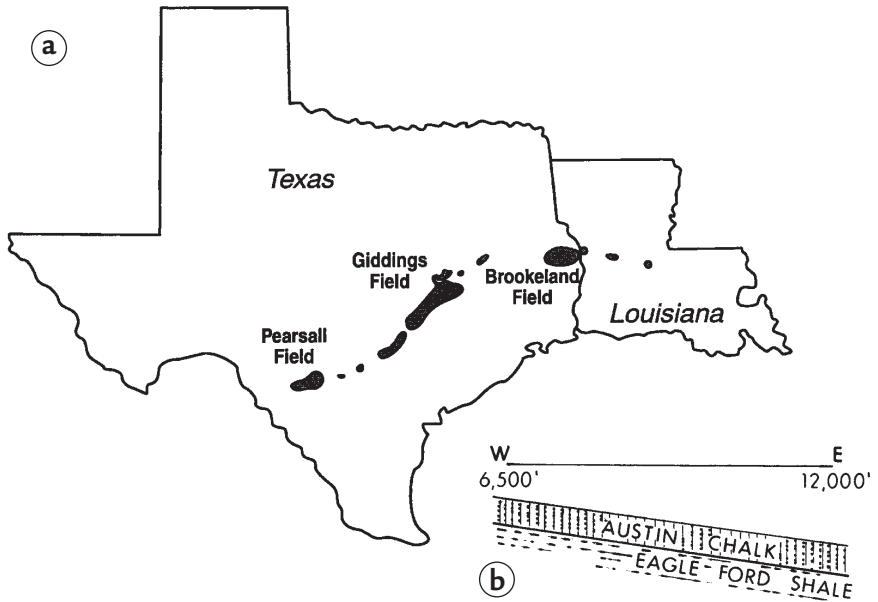 a
Texas
Giddings
Field
Brookeland
Field
Louisiana
Pearsall
Field
W E
6,500' 12,000'
AUSTIN CHALK
EAGLE FORD SHALE
b